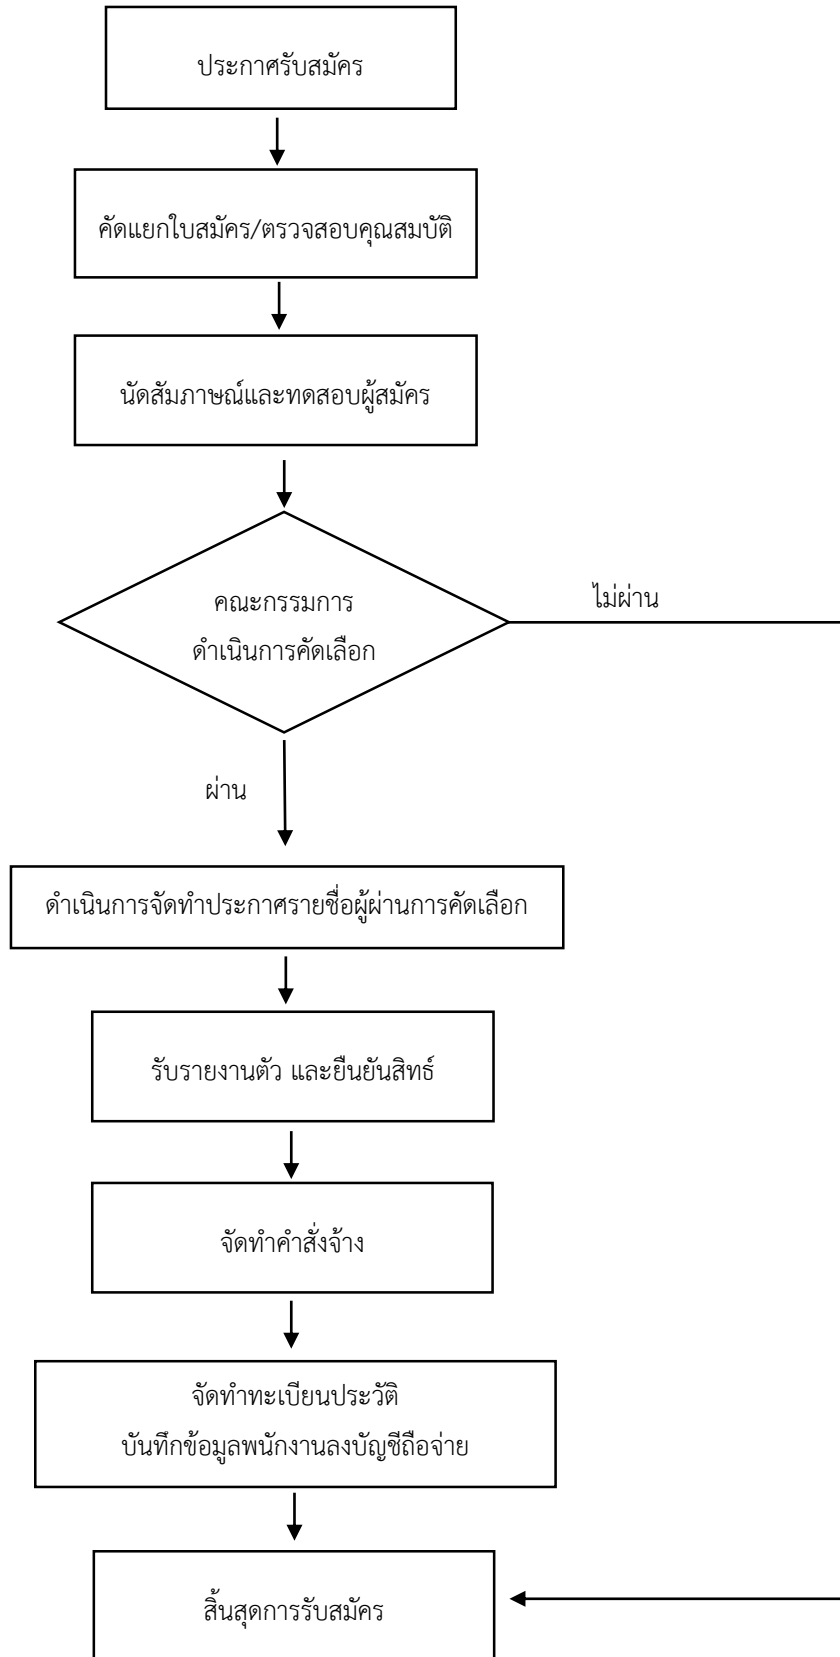 ประกาศรับสมัคร
คัดแยกใบสมัคร/ตรวจสอบคุณสมบัติ
นัดสัมภาษณ์และทดสอบผู้สมัคร
คณะกรรมการ
ดำเนินการคัดเลือก
ไม่ผ่าน
ผ่าน
ดำเนินการจัดทำประกาศรายชื่อผู้ผ่านการคัดเลือก
รับรายงานตัว และยืนยันสิทธ์
จัดทำคำสั่งจ้าง
จัดทำทะเบียนประวัติ
บันทึกข้อมูลพนักงานลงบัญชีถือจ่าย
สิ้นสุดการรับสมัคร